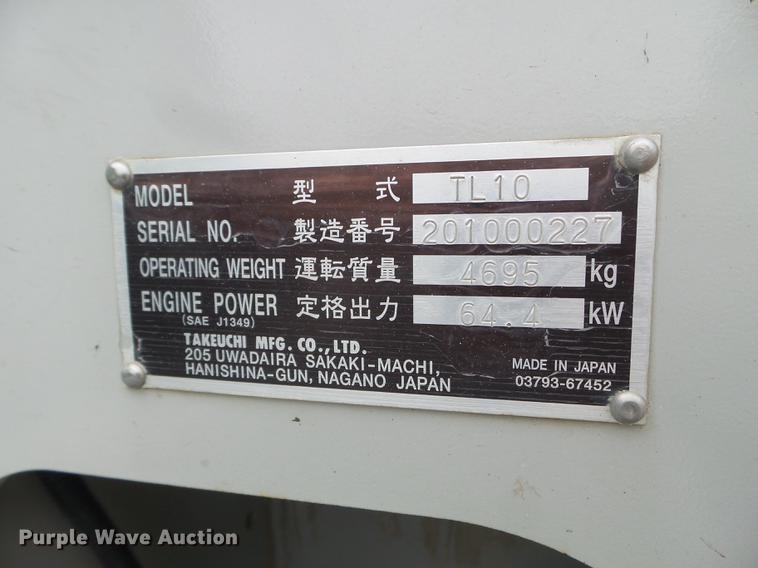 MODEL 型 式 TL10
SERIAL NO. 製造番号 201000227
OPERATING WEIGHT 運転質量 4695 kg
ENGINE POWER 定格出力 64.4 kW
(SAE J1349)
TAKEUCHI MFG. CO., LTD.
205 UWADAIRA SAKAKI-MACHI,
HANISHINA-GUN, NAGANO JAPAN
MADE IN JAPAN
03793-67452
Purple Wave Auction